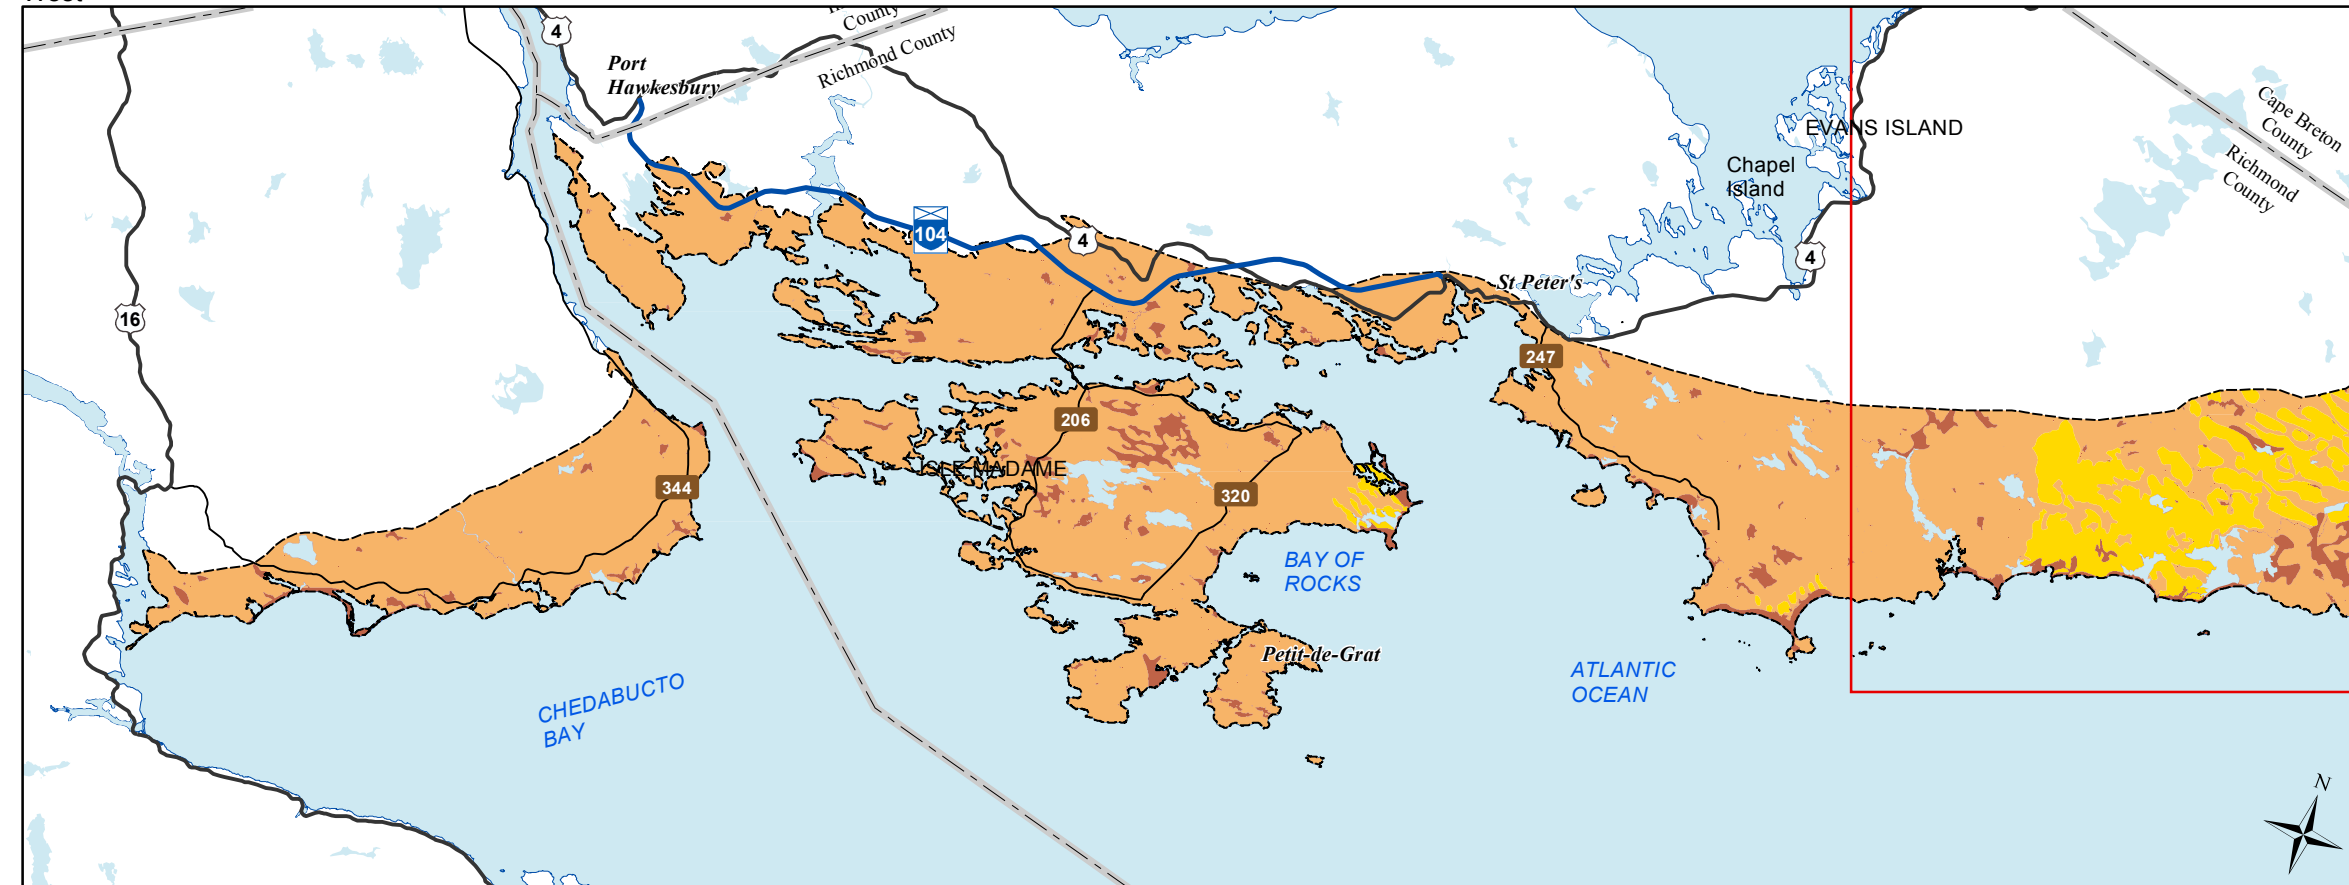 4
County
Richmond County
Port
Hawkesbury
Cape Breton
County
Richmond
County
EVANS ISLAND
Chapel
Island
104
4
4
St Peter's
16
247
206
ISLE MADAME
344
320
BAY OF
ROCKS
Petit-de-Grat
ATLANTIC
OCEAN
CHEDABUCTO
BAY
N